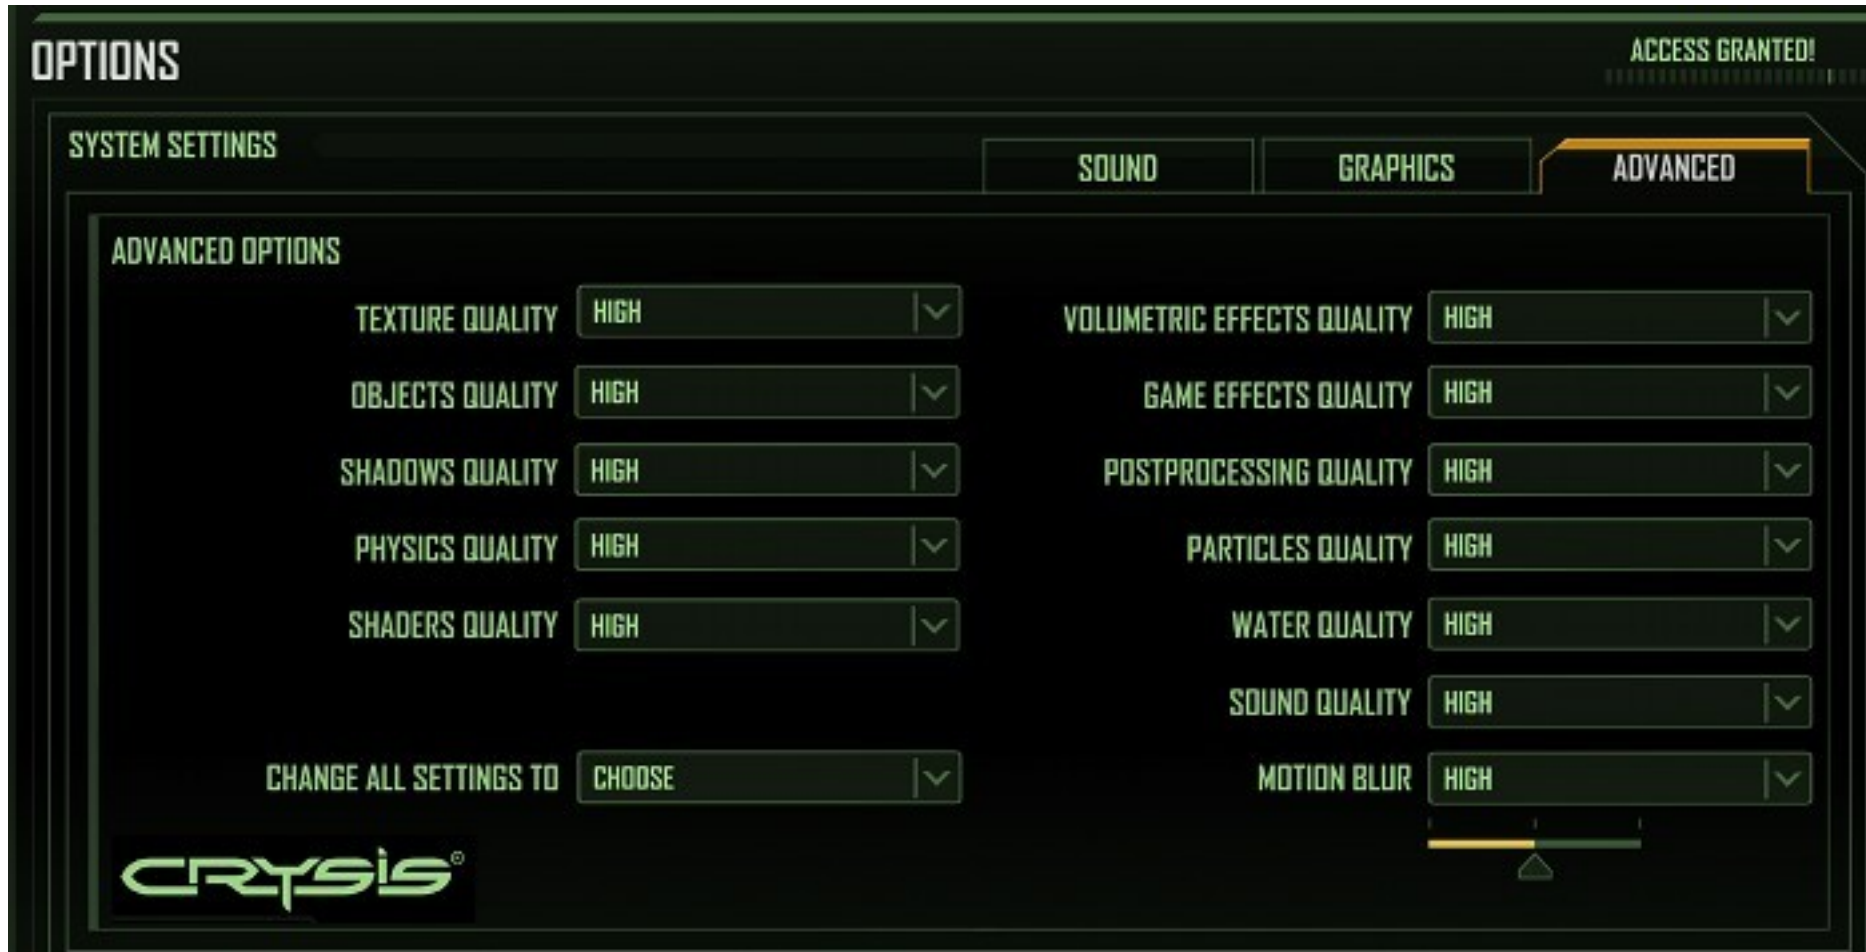 OPTIONS
ACCESS GRANTED!
SYSTEM SETTINGS
SOUND
GRAPHICS
ADVANCED
ADVANCED OPTIONS
TEXTURE QUALITY HIGH
VOLUMETRIC EFFECTS QUALITY HIGH
OBJECTS QUALITY HIGH
GAME EFFECTS QUALITY HIGH
SHADOWS QUALITY HIGH
POSTPROCESSING QUALITY HIGH
PHYSICS QUALITY HIGH
PARTICLES QUALITY HIGH
SHADERS QUALITY HIGH
WATER QUALITY HIGH
SOUND QUALITY HIGH
CHANGE ALL SETTINGS TO CHOOSE
MOTION BLUR HIGH
CRYSIS®